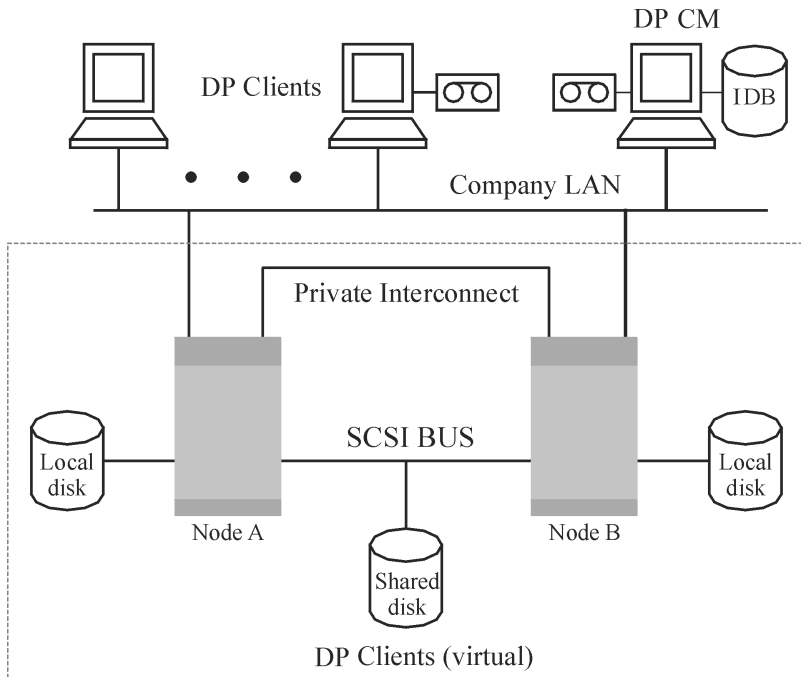 DP CM
DP Clients
IDB
Company LAN
Private Interconnect
SCSI BUS
Local
disk
Local
disk
Node A
Node B
Shared
disk
DP Clients (virtual)